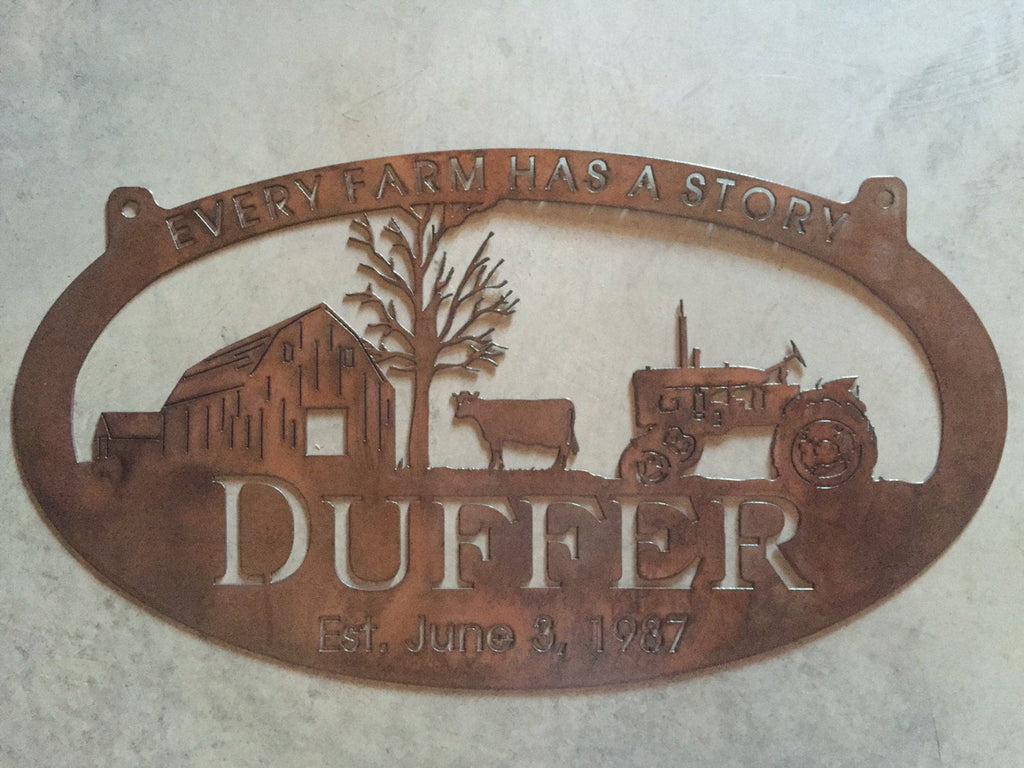 EVERY FARM HAS A STORY
DUFFER
Est. June 3, 1987